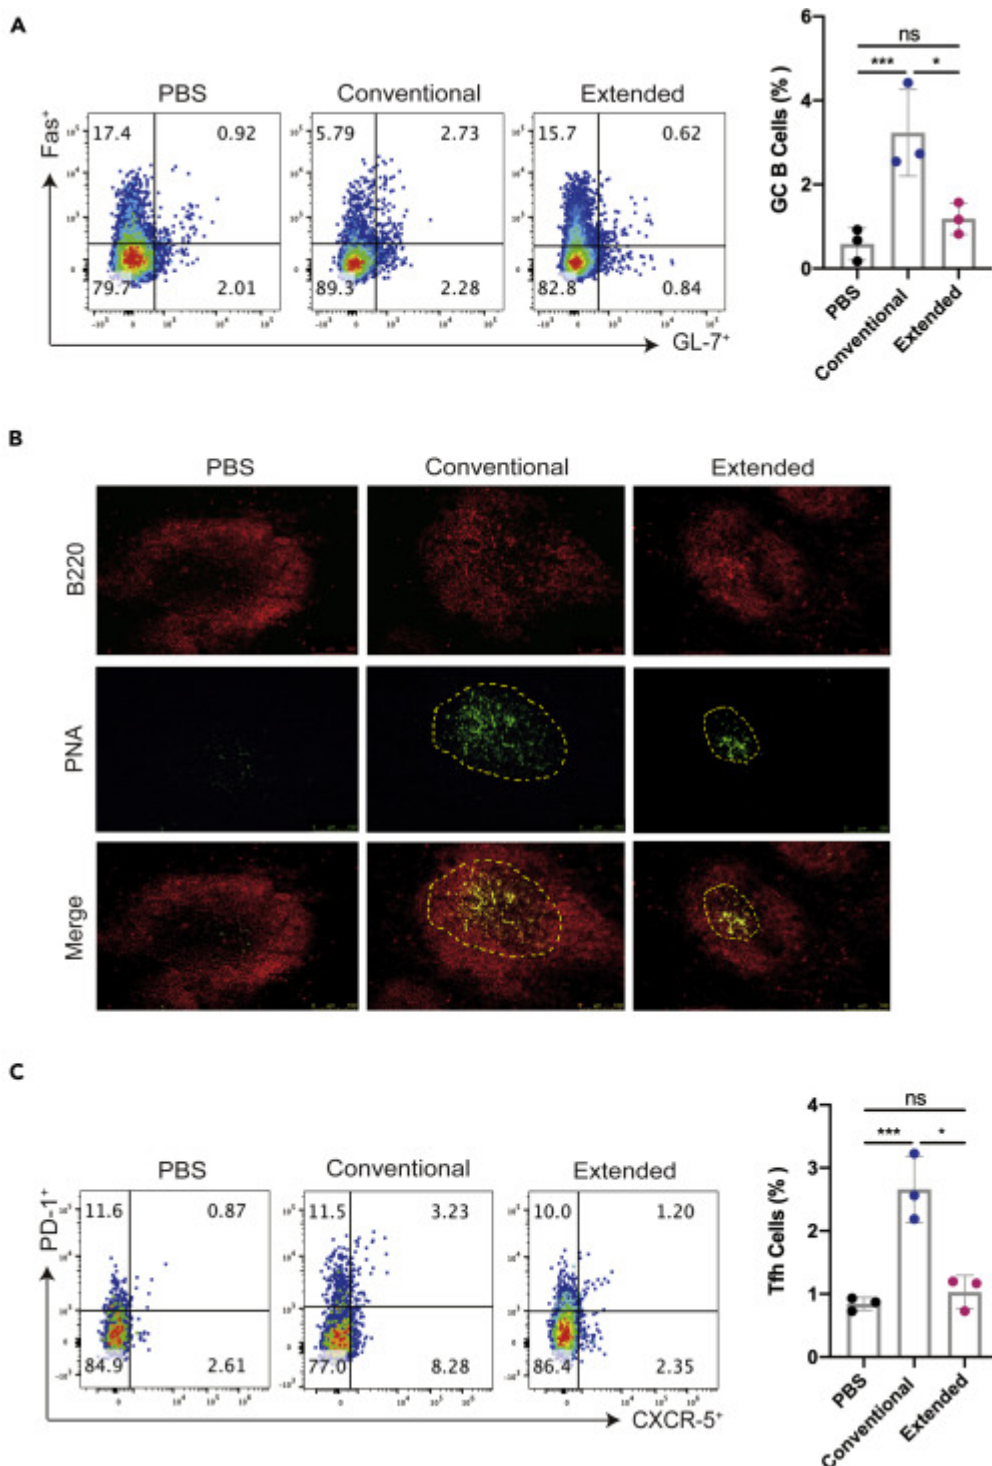 A
PBS Conventional Extended
Fas⁺
17.4 0.92
79.7 2.01
5.79 2.73
89.3 2.28
15.7 0.62
82.8 0.84
GL-7⁺
GC B Cells (%)
6
4
2
0
ns
*** *
PBS
Conventional
Extended
B
PBS Conventional Extended
B220
PNA
Merge
C
PBS Conventional Extended
PD-1⁺
11.6 0.87
84.9 2.61
11.5 3.23
77.0 8.28
10.0 1.20
86.4 2.35
CXCR-5⁺
Tfh Cells (%)
4
3
2
1
0
ns
*** *
PBS
Conventional
Extended